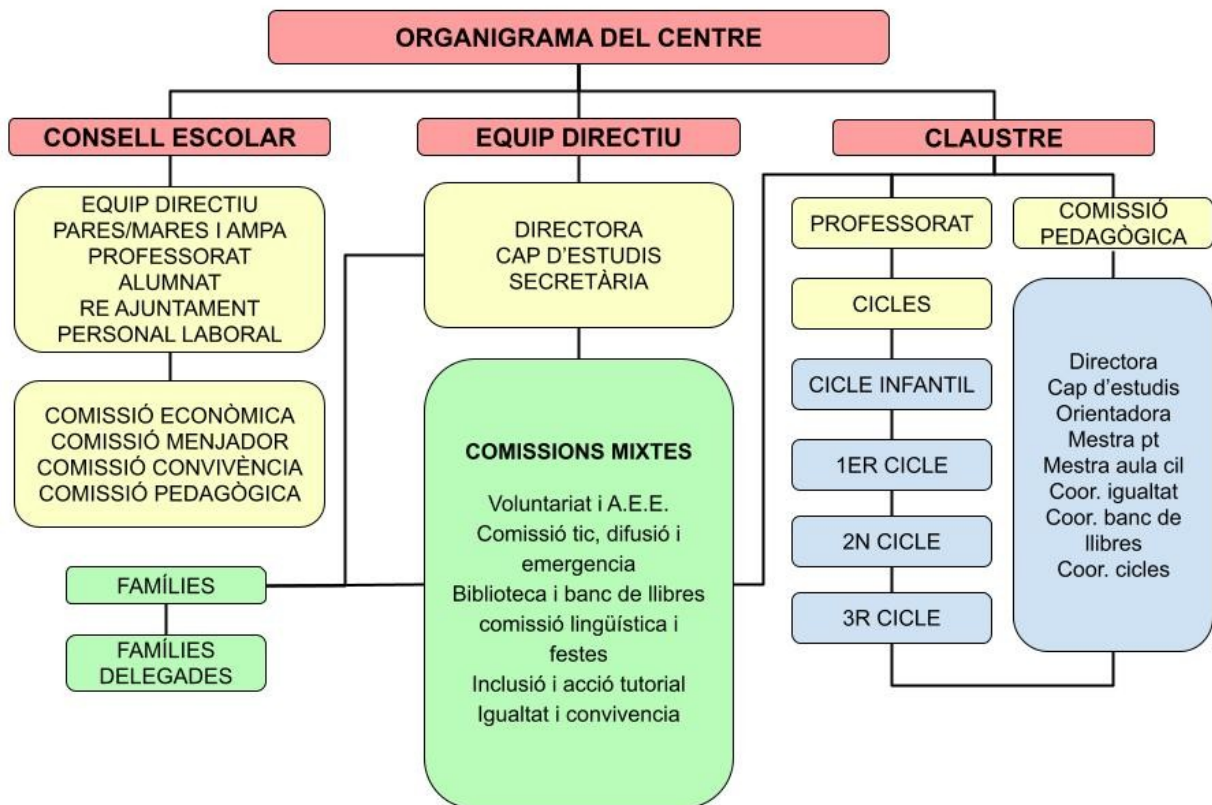 ORGANIGRAMA DEL CENTRE
CONSELL ESCOLAR
EQUIP DIRECTIU
PARES/MARES I AMPA
PROFESSORAT
ALUMNAT
RE AJUNTAMENT
PERSONAL LABORAL
COMISSIÓ ECONÒMICA
COMISSIÓ MENJADOR
COMISSIÓ CONVIVÈNCIA
COMISSIÓ PEDAGÒGICA
FAMÍLIES
FAMÍLIES
DELEGADES
EQUIP DIRECTIU
DIRECTORA
CAP D'ESTUDIS
SECRETÀRIA
COMISSIONS MIXTES
Voluntariat i A.E.E.
Comissió tic, difusió i
emergencia
Biblioteca i banc de llibres
comissió lingüística i
festes
Inclusió i acció tutorial
Igualtat i convivencia
CLAUSTRE
PROFESSORAT
CICLES
CICLE INFANTIL
1ER CICLE
2N CICLE
3R CICLE
COMISSIÓ
PEDAGÒGICA
Directora
Cap d'estudis
Orientadora
Mestra pt
Mestra aula cil
Coor. igualtat
Coor. banc de
llibres
Coor. cicles